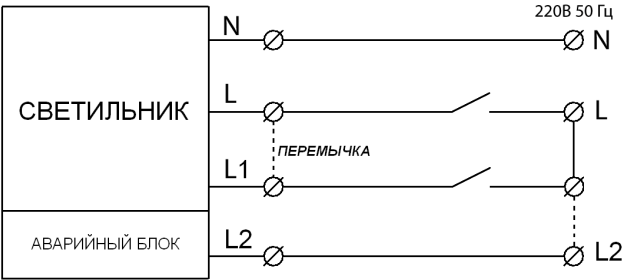 220В 50 Гц
N N
СВЕТИЛЬНИК
L L
ПЕРЕМЫЧКА
L1
АВАРИЙНЫЙ БЛОК
L2 L2